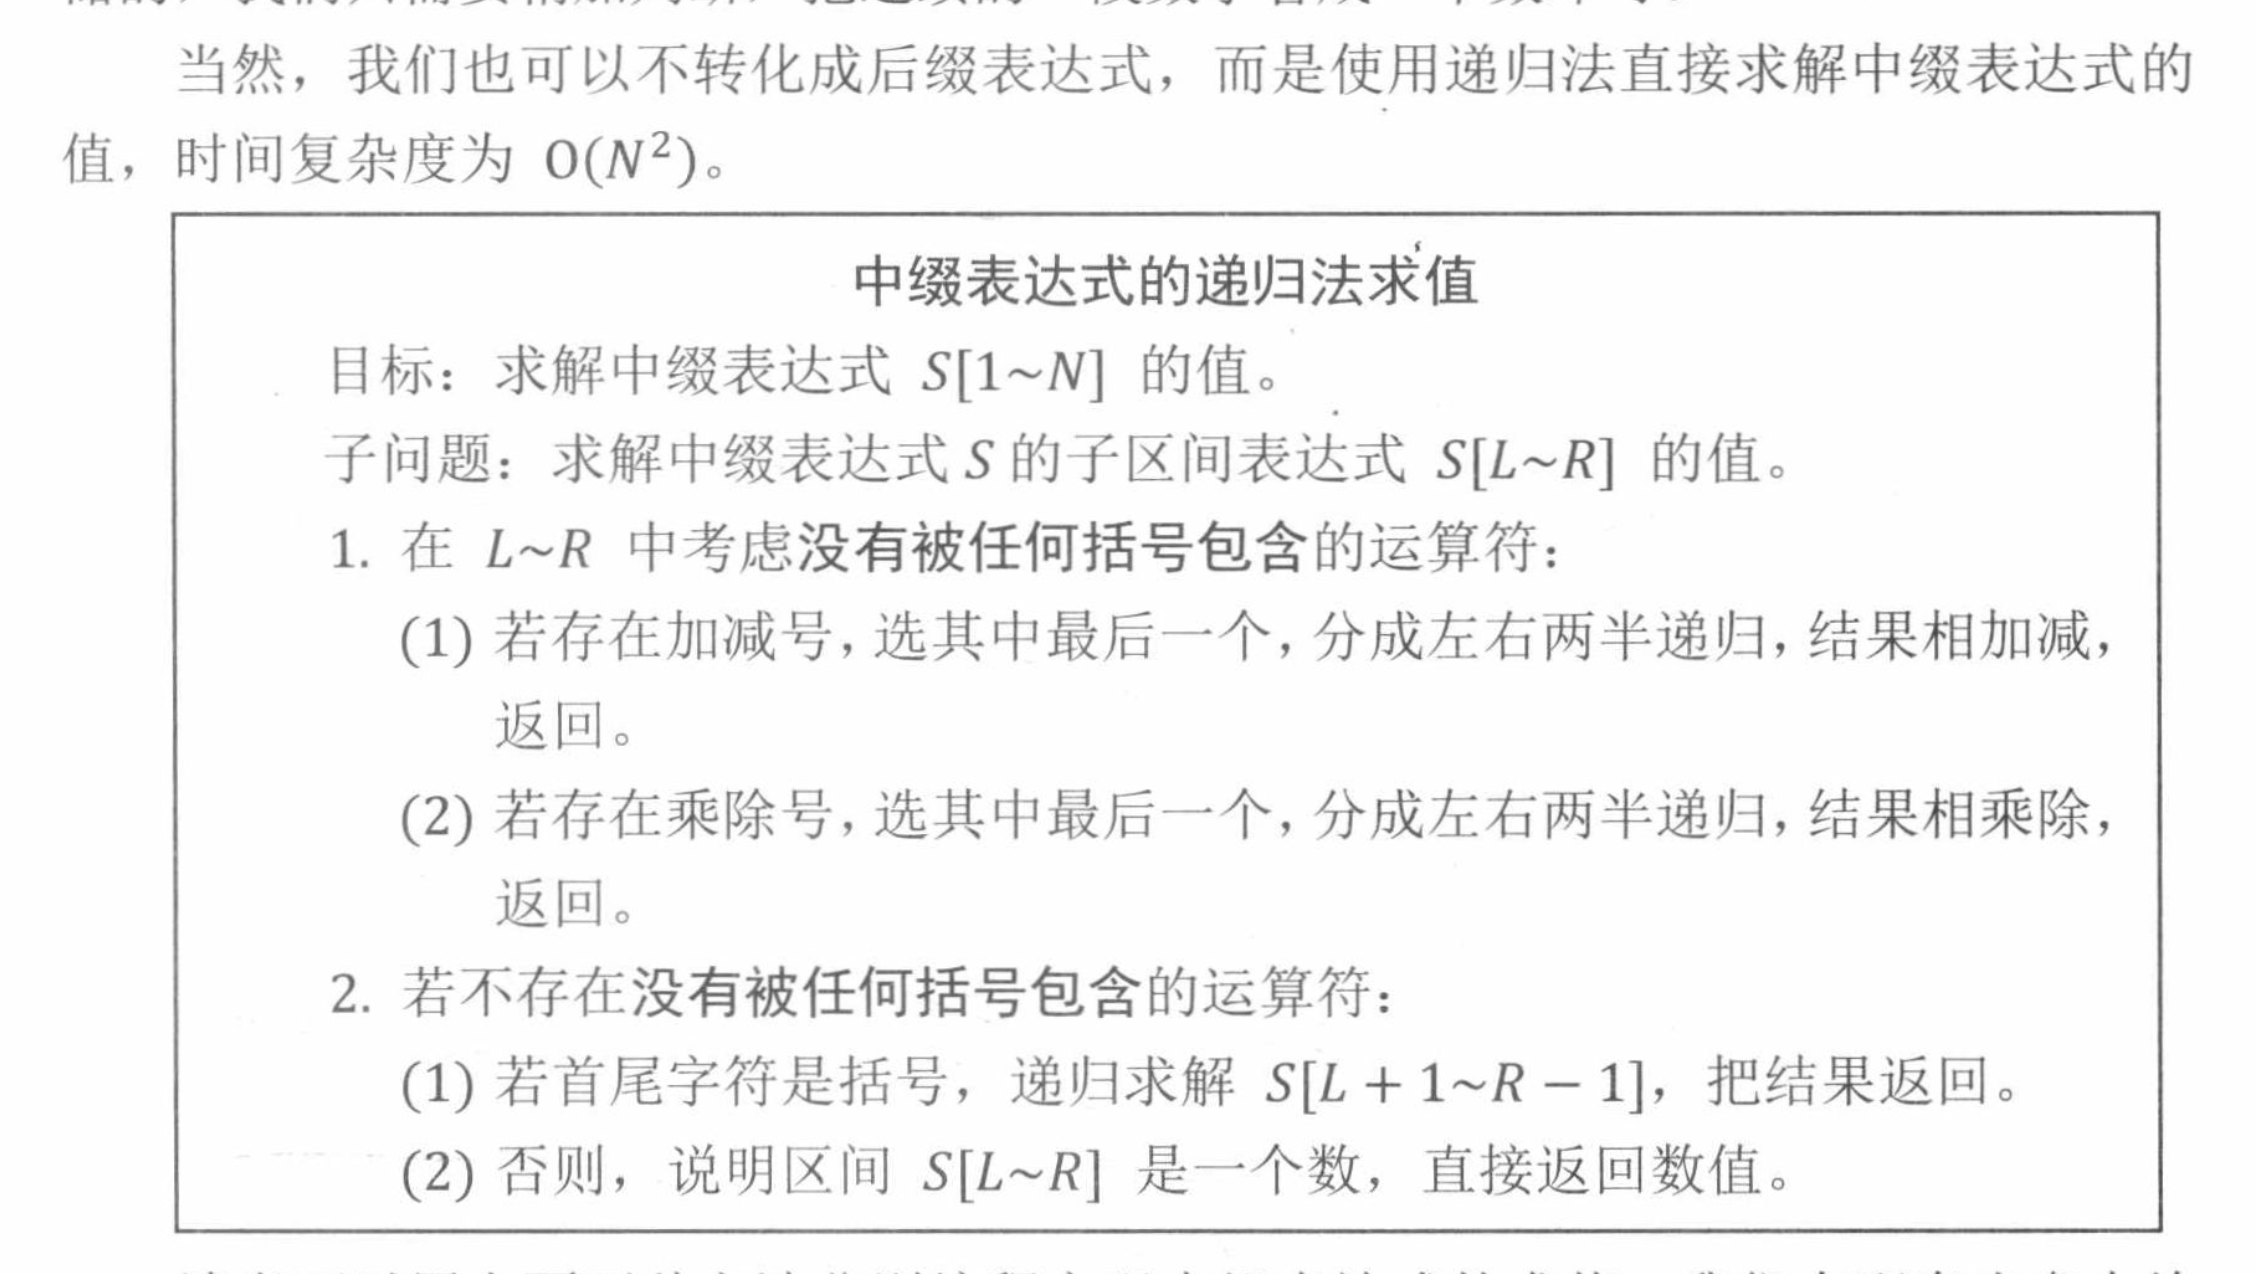 当然，我们也可以不转化成后缀表达式，而是使用递归法直接求解中缀表达式的
值，时间复杂度为 O(N²)。
中缀表达式的递归法求值
目标：求解中缀表达式 S[1~N] 的值。
子问题：求解中缀表达式 S 的子区间表达式 S[L~R] 的值。
1. 在 L~R 中考虑没有被任何括号包含的运算符：
(1) 若存在加减号，选其中最后一个，分成左右两半递归，结果相加减，
返回。
(2) 若存在乘除号，选其中最后一个，分成左右两半递归，结果相乘除，
返回。
2. 若不存在没有被任何括号包含的运算符：
(1) 若首尾字符是括号，递归求解 S[L + 1~R − 1]，把结果返回。
(2) 否则，说明区间 S[L~R] 是一个数，直接返回数值。